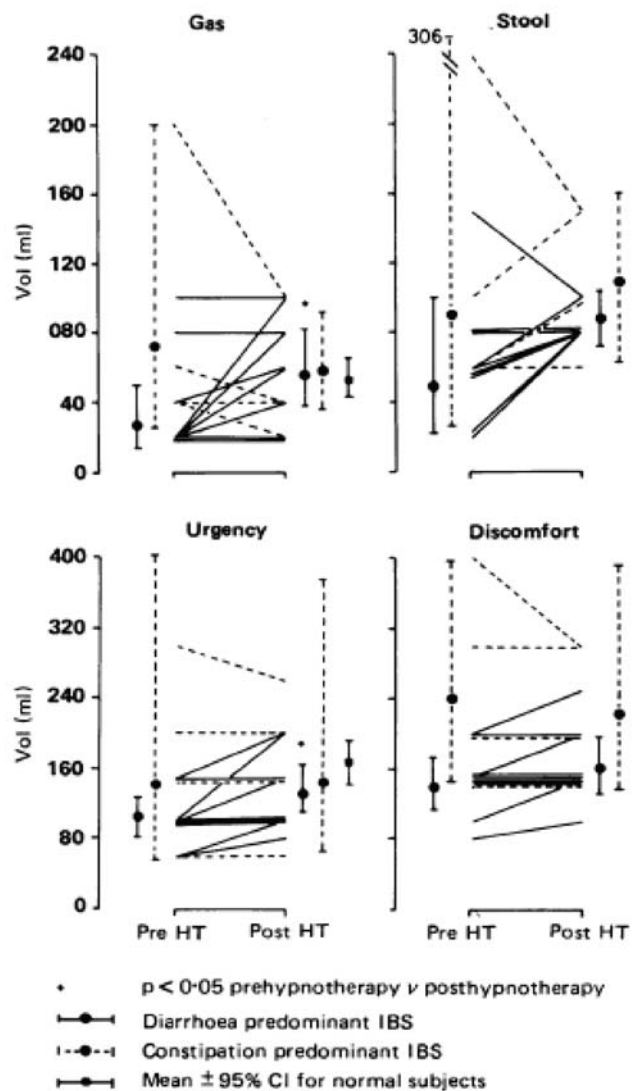 Gas
Stool
306
240
200
160
120
080
40
0
Vol (ml)
Vol (ml)
Urgency
Discomfort
400
320
240
160
80
0
Pre HT
Post HT
Pre HT
Post HT
p < 0·05 prehypnotherapy v posthypnotherapy
Diarrhoea predominant IBS
Constipation predominant IBS
Mean ± 95% CI for normal subjects